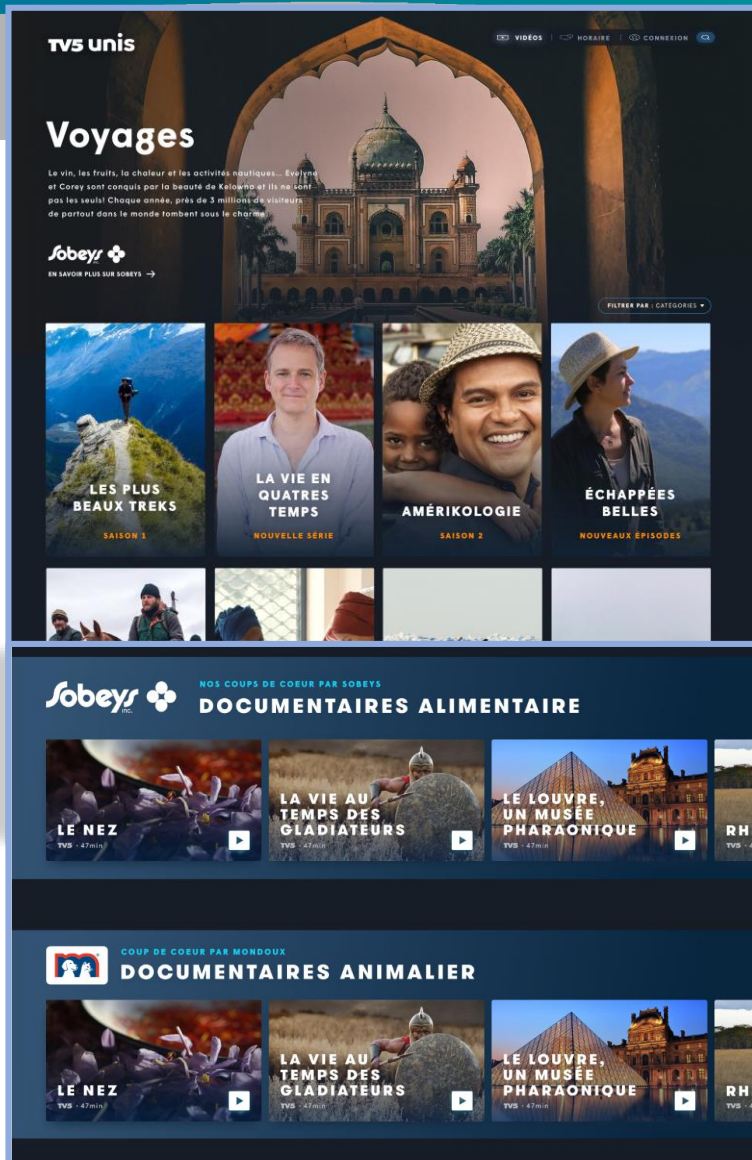 TV5 unis
VIDÉOS
HORAIRE
CONNEXION
Voyages
Le vin, les fruits, la chaleur et les activités nautiques... Evelyne
et Corey sont conquis par la beauté de Kelowna et ils ne sont
pas les seuls! Chaque année, près de 3 millions de visiteurs
de partout dans le monde tombent sous le charme
Sobeys
EN SAVOIR PLUS SUR SOBEYS →
FILTRER PAR : CATÉGORIES
LES PLUS
BEAUX TREKS
SAISON 1
LA VIE EN
QUATRES
TEMPS
NOUVELLE SÉRIE
AMÉRIKOLOGIE
SAISON 2
ÉCHAPPÉES
BELLES
NOUVEAUX ÉPISODES
Sobeys
INC.
NOS COUPS DE COEUR PAR SOBEYS
DOCUMENTAIRES ALIMENTAIRE
LE NEZ
TV5 - 47min
LA VIE AU
TEMPS DES
GLADIATEURS
TV5 - 47min
LE LOUVRE,
UN MUSÉE
PHARAONIQUE
TV5 - 47min
RH
TV5 - 4
COUP DE COEUR PAR MONDOUX
DOCUMENTAIRES ANIMALIER
LE NEZ
TV5 - 47min
LA VIE AU
TEMPS DES
GLADIATEURS
TV5 - 47min
LE LOUVRE,
UN MUSÉE
PHARAONIQUE
TV5 - 47min
RH
TV5 - 4